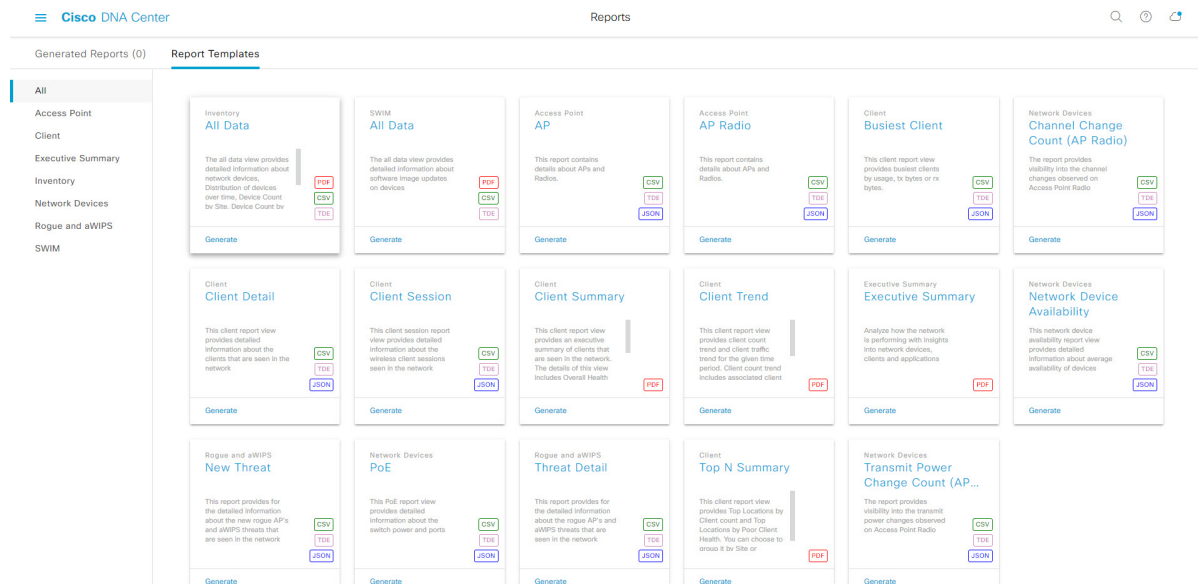 Cisco DNA Center
Reports
Generated Reports (0)
Report Templates
All
Access Point
Client
Executive Summary
Inventory
Network Devices
Rogue and aWIPS
SWIM
Inventory
All Data
The all data view provides
detailed information about
network devices,
Distribution of devices
over time, Device Count
by Site, Device Count by
PDF
CSV
TDE
Generate
SWIM
All Data
The all data view provides
detailed information about
software image updates
on devices
PDF
CSV
TDE
Generate
Access Point
AP
This report contains
details about APs and
Radios.
CSV
TDE
JSON
Generate
Access Point
AP Radio
This report contains
details about APs and
Radios.
CSV
TDE
JSON
Generate
Client
Busiest Client
This client report view
provides busiest clients
by usage, tx bytes or rx
bytes.
CSV
TDE
JSON
Generate
Network Devices
Channel Change
Count (AP Radio)
The report provides
visibility into the channel
changes observed on
Access Point Radio
CSV
TDE
JSON
Generate
Client
Client Detail
This client report view
provides detailed
information about the
clients that are seen in the
network
CSV
TDE
JSON
Generate
Client
Client Session
This client session report
view provides detailed
information about the
wireless client sessions
seen in the network
CSV
TDE
JSON
Generate
Client
Client Summary
This client report view
provides an executive
summary of clients that
are seen in the network.
The details of this view
includes Overall Health
PDF
Generate
Client
Client Trend
This client report view
provides client count
trend and client traffic
trend for the given time
period. Client count trend
includes associated client
PDF
Generate
Executive Summary
Executive Summary
Analyze how the network
is performing with insights
into network devices,
clients and applications
PDF
Generate
Network Devices
Network Device
Availability
This network device
availability report view
provides detailed
information about average
availability of devices
CSV
TDE
JSON
Generate
Rogue and aWIPS
New Threat
This report provides for
the detailed information
about the new rogue AP's
and aWIPS threats that
are seen in the network
CSV
TDE
JSON
Generate
Network Devices
PoE
This PoE report view
provides detailed
information about the
switch power and ports
CSV
TDE
JSON
Generate
Rogue and aWIPS
Threat Detail
This report provides for
the detailed information
about the rogue AP's and
aWIPS threats that are
seen in the network
CSV
TDE
JSON
Generate
Client
Top N Summary
This client report view
provides Top Locations by
Client count and Top
Locations by Poor Client
Health. You can choose to
group it by Site or
PDF
Generate
Network Devices
Transmit Power
Change Count (AP...
The report provides
visibility into the transmit
power changes observed
on Access Point Radio
CSV
TDE
JSON
Generate